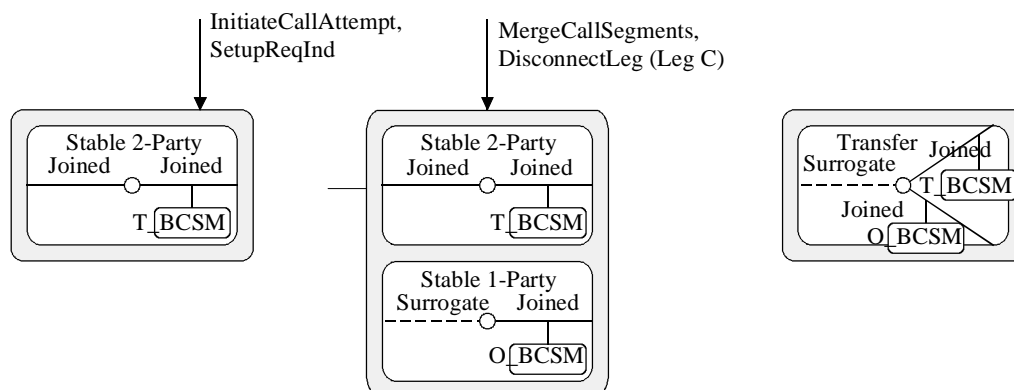 InitiateCallAttempt,
SetupReqInd
MergeCallSegments,
DisconnectLeg (Leg C)
Stable 2-Party
Joined Joined
T_BCSM
Stable 2-Party
Joined Joined
T_BCSM
Stable 1-Party
Surrogate Joined
O_BCSM
Transfer
Joined
Surrogate
T_BCSM
Joined
O_BCSM